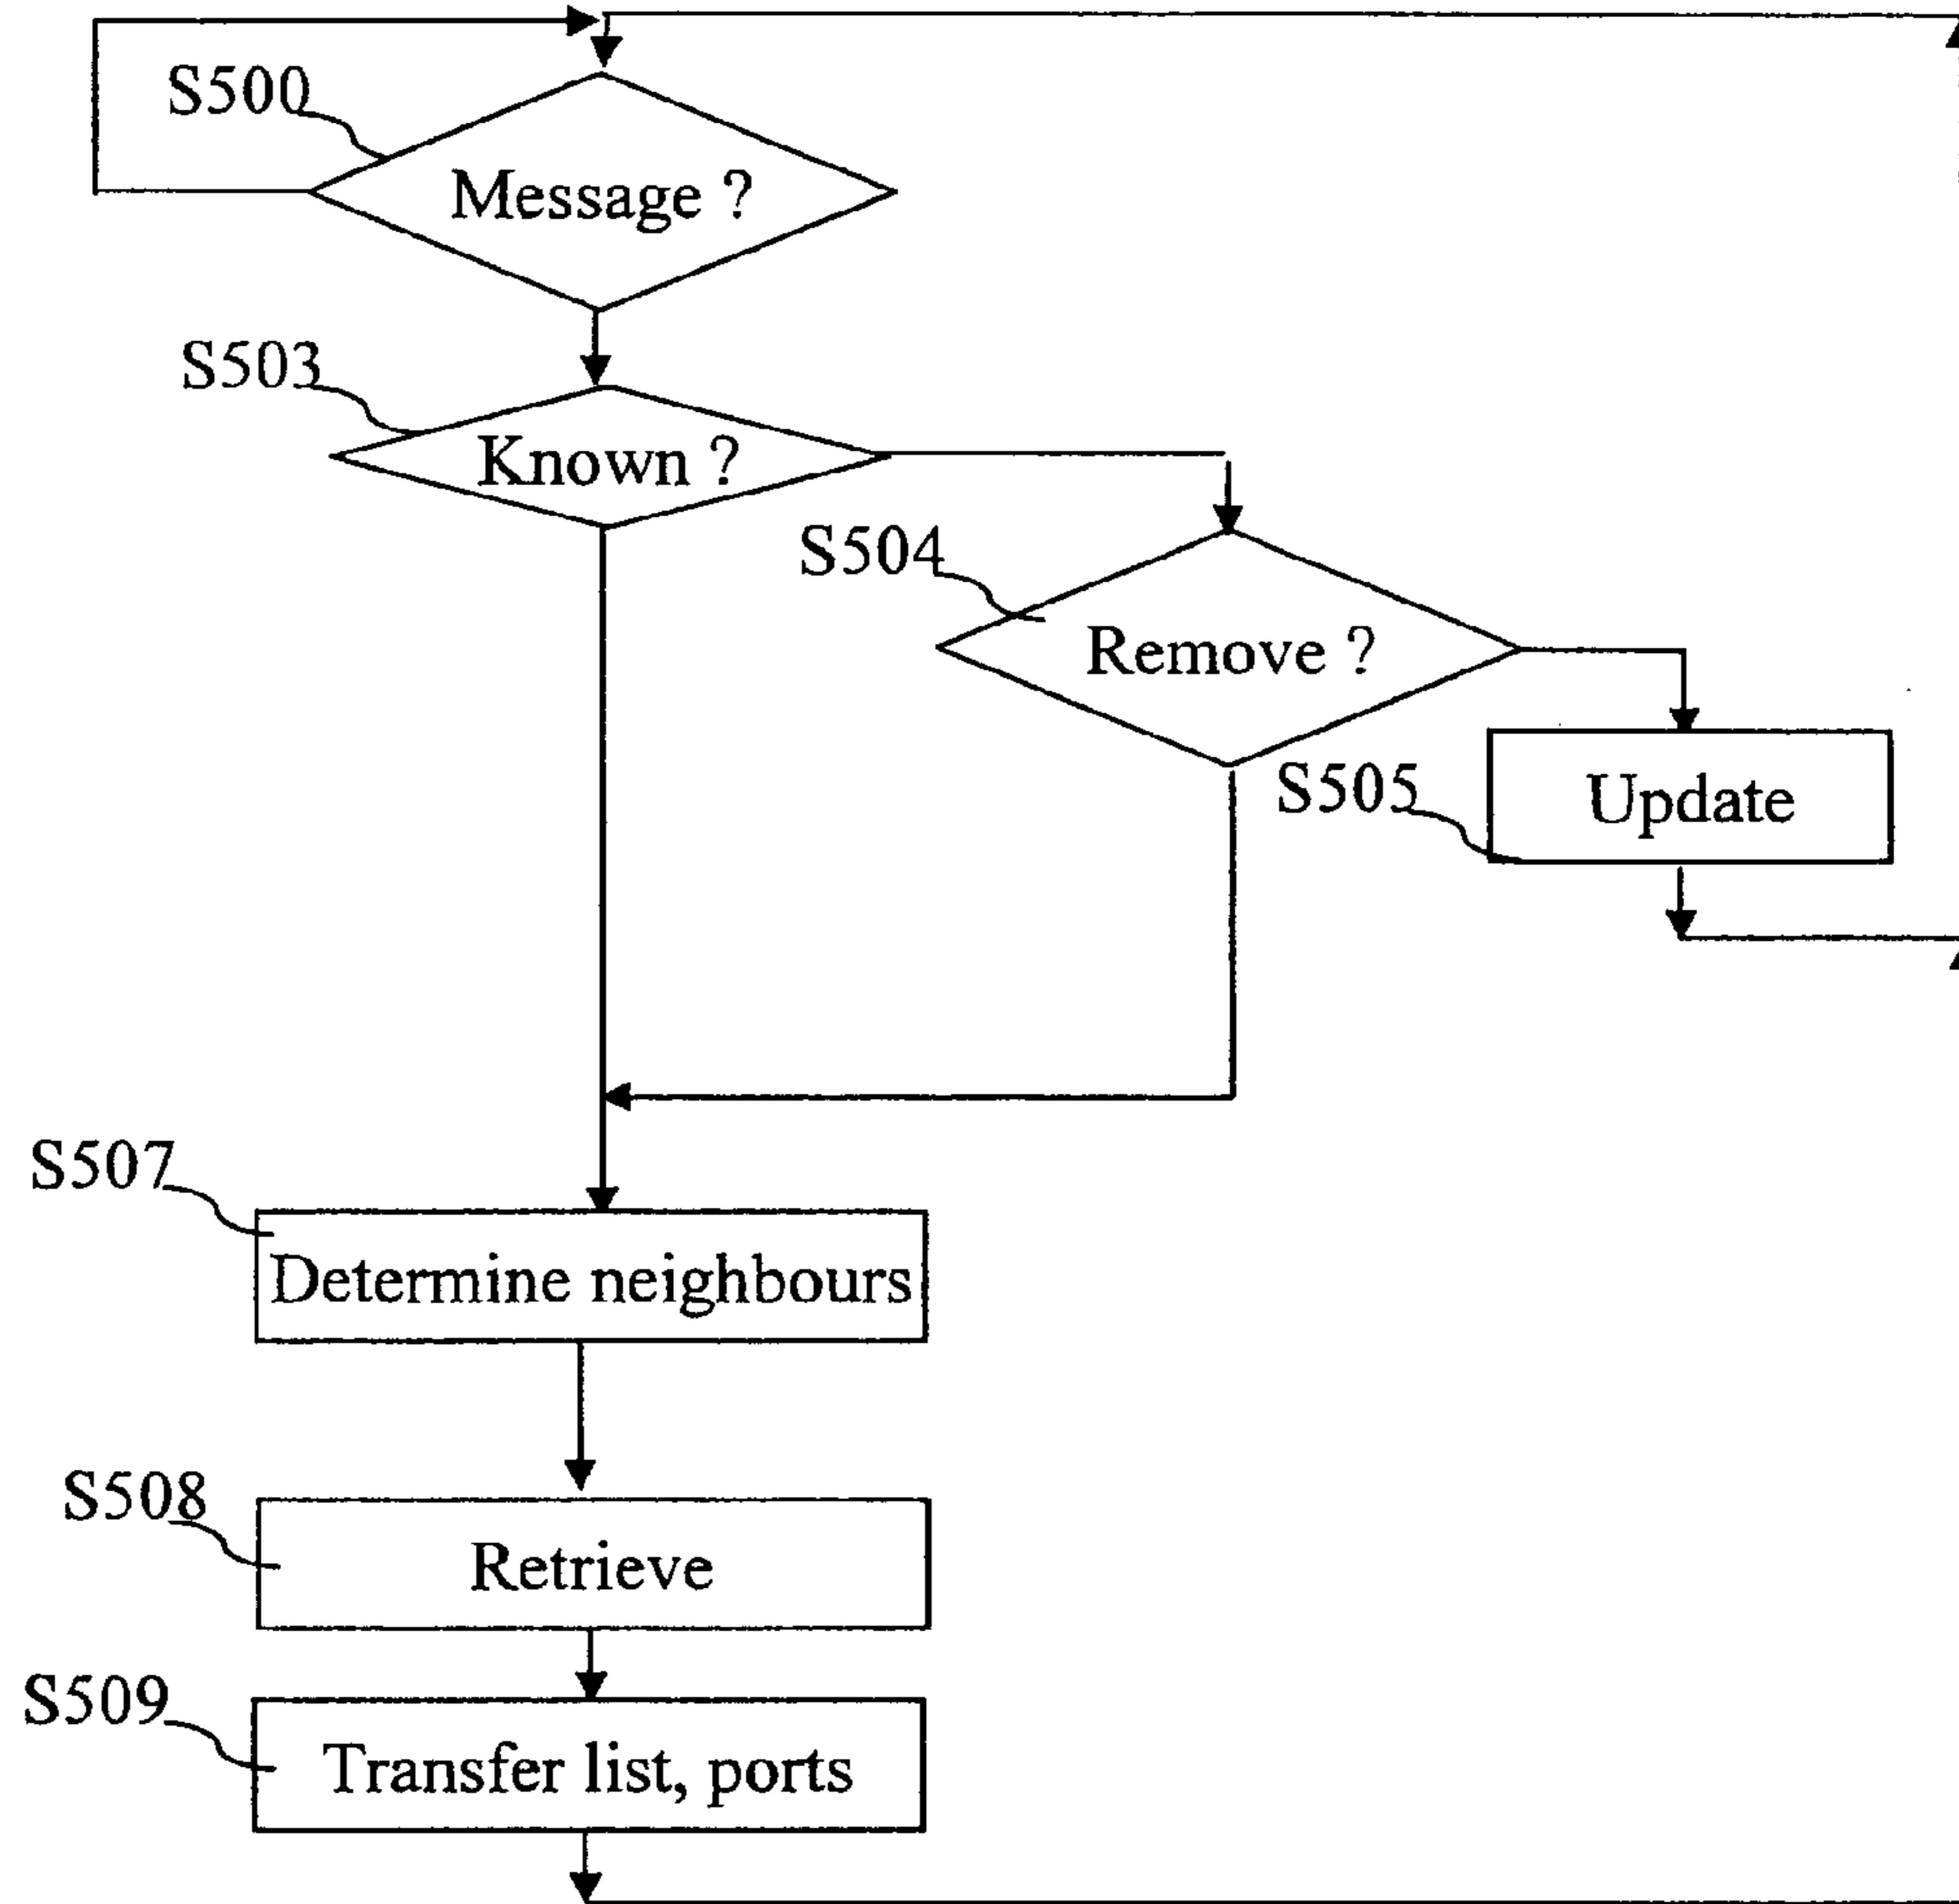 S500
Message ?
S503
Known ?
S504
Remove ?
S505
Update
S507
Determine neighbours
S508
Retrieve
S509
Transfer list, ports